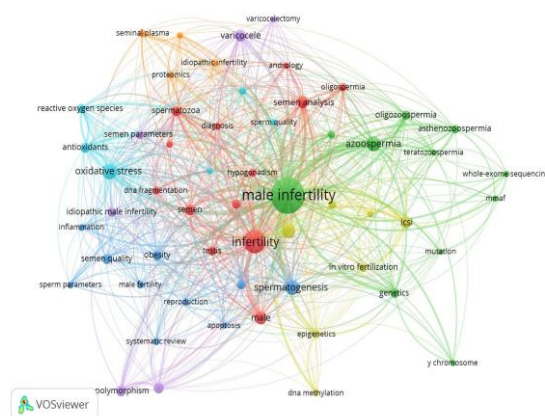 varicocelectomy
seminal plasma
varicocele
idiopathic infertility
andrology
proteomics
oligospermia
semen analysis
reactive oxygen species
spermatozoa
oligozoospermia
sperm quality
diagnosis
asthenozoospermia
semen parameters
azoospermia
antioxidants
teratozoospermia
oxidative stress
hypogonadism
whole-exome sequencin
dna fragmentation
male infertility
mmaf
idiopathic male infertility
semen
icsi
inflammation
infertility
testis
mutation
obesity
semen quality
in vitro fertilization
sperm parameters
male fertility
spermatogenesis
genetics
reproduction
male
apoptosis
epigenetics
systematic review
y chromosome
polymorphism
dna methylation
VOSviewer